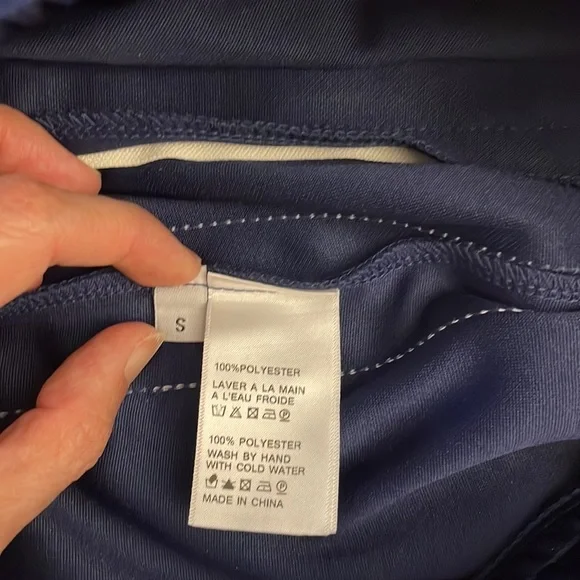 S
100%POLYESTER
LAVER A LA MAIN
A L'EAU FROIDE
100% POLYESTER
WASH BY HAND
WITH COLD WATER
MADE IN CHINA